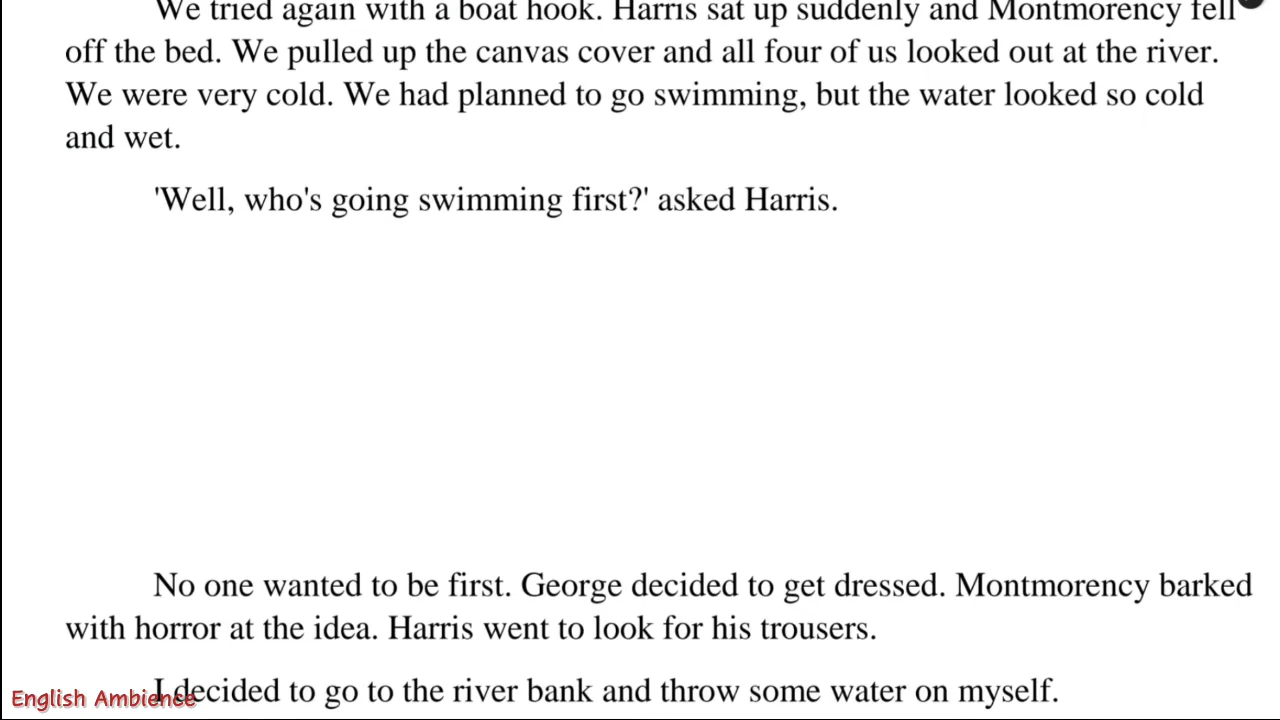 We tried again with a boat hook. Harris sat up suddenly and Montmorency fell
off the bed. We pulled up the canvas cover and all four of us looked out at the river.
We were very cold. We had planned to go swimming, but the water looked so cold
and wet.
'Well, who's going swimming first?' asked Harris.
No one wanted to be first. George decided to get dressed. Montmorency barked
with horror at the idea. Harris went to look for his trousers.
I decided to go to the river bank and throw some water on myself.
English Ambience